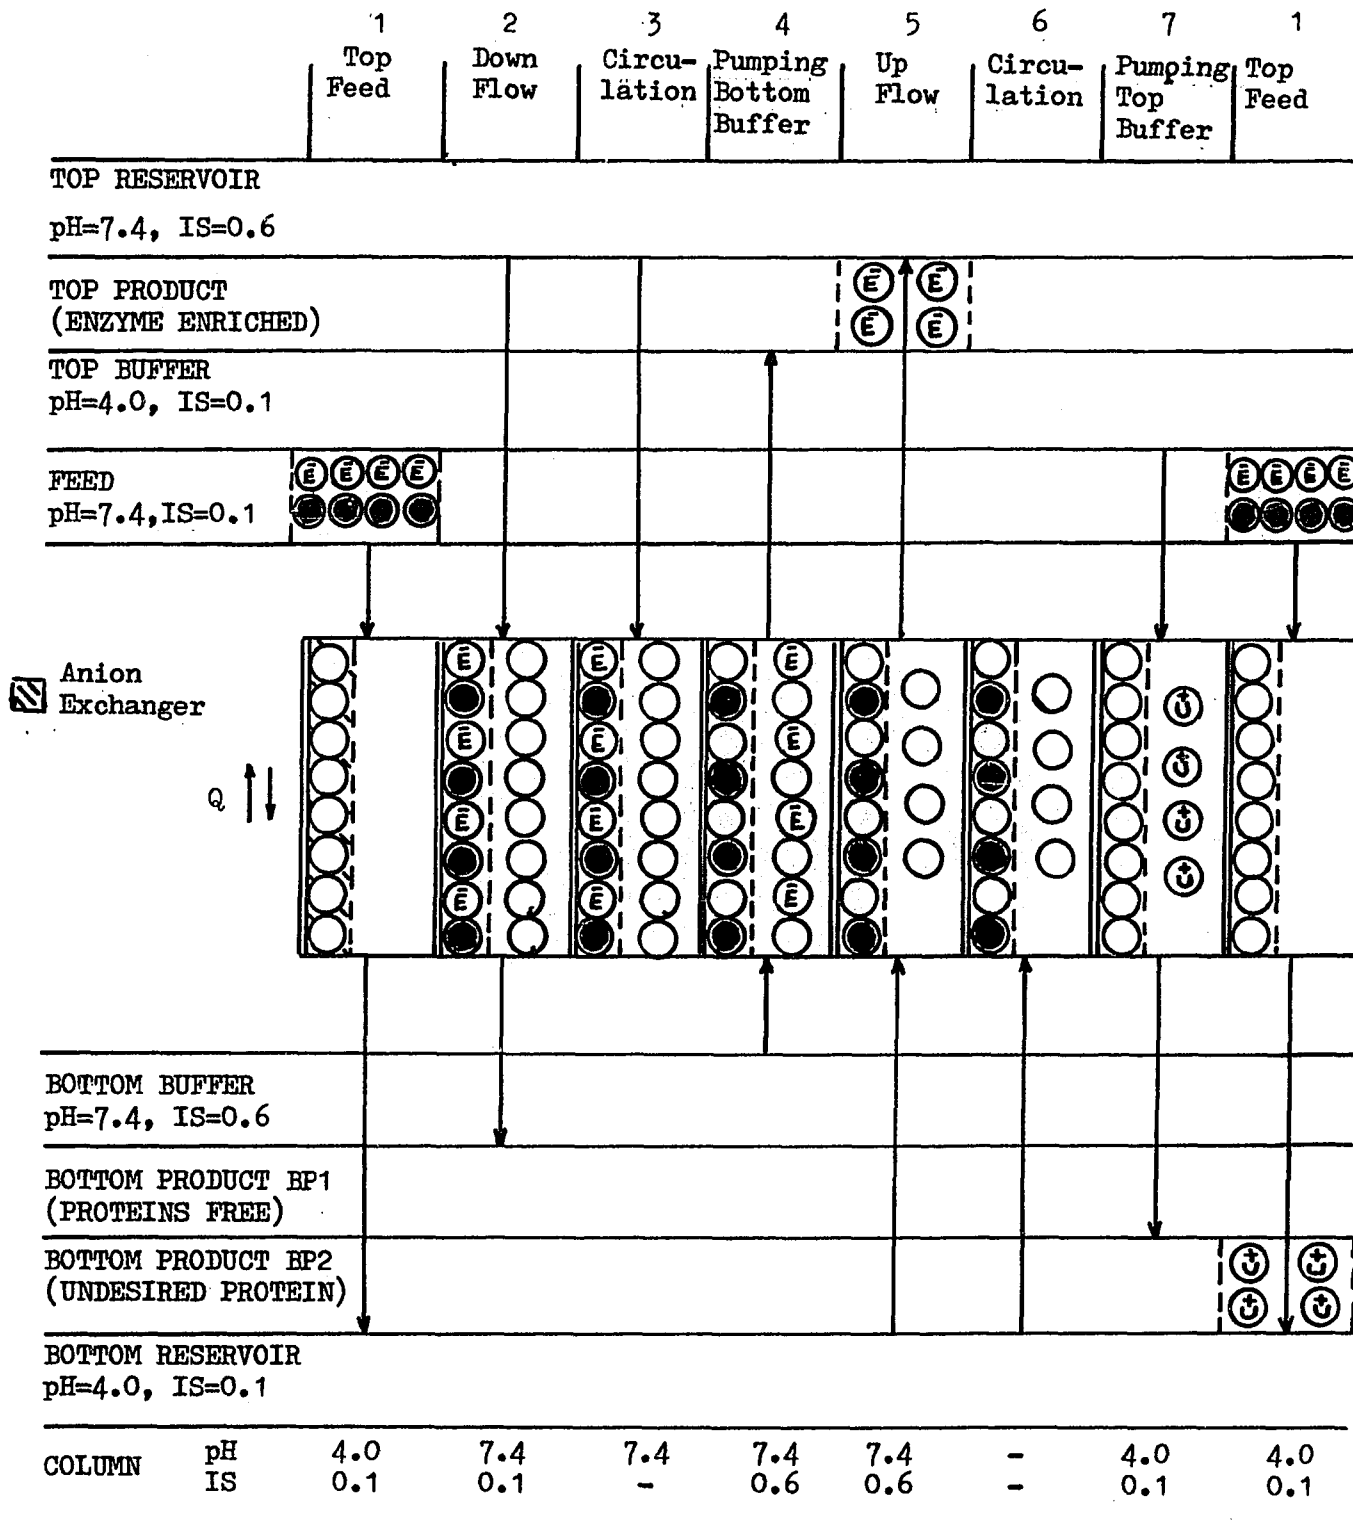 1 2 3 4 5 6 7 1
Top Down Circu- Pumping Up Circu- Pumping Top
Feed Flow lation Bottom Flow lation Top Feed
Buffer Buffer
TOP RESERVOIR
pH=7.4, IS=0.6
TOP PRODUCT
(ENZYME ENRICHED)
Ē Ē
Ē Ē
TOP BUFFER
pH=4.0, IS=0.1
FEED
pH=7.4,IS=0.1
Ē Ē Ē Ē Ē Ē Ē Ē
Anion
Exchanger
Q
Ē Ē Ē
Ē Ē Ē
Ē Ē Ē
Ē Ē Ē
U+
U+
U+
U+
BOTTOM BUFFER
pH=7.4, IS=0.6
BOTTOM PRODUCT BP1
(PROTEINS FREE)
BOTTOM PRODUCT BP2
(UNDESIRED PROTEIN)
U+ U+
U+ U+
BOTTOM RESERVOIR
pH=4.0, IS=0.1
COLUMN
pH 4.0 7.4 7.4 7.4 7.4 - 4.0 4.0
IS 0.1 0.1 - 0.6 0.6 - 0.1 0.1